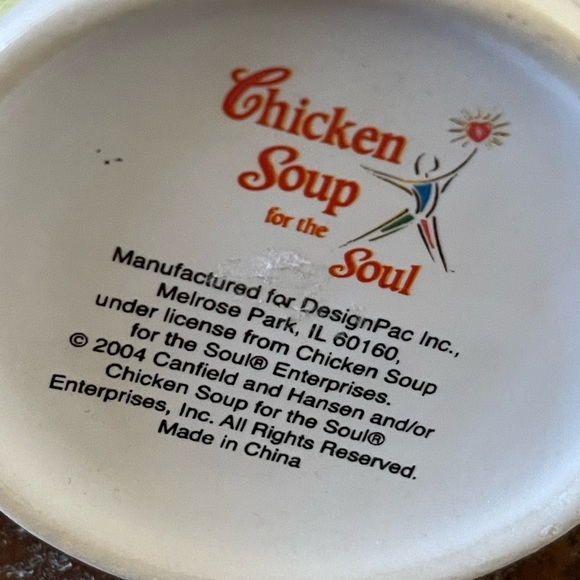 Chicken
Soup
for the
Soul
Manufactured for DesignPac Inc.,
Melrose Park, IL 60160,
under license from Chicken Soup
for the Soul® Enterprises.
© 2004 Canfield and Hansen and/or
Chicken Soup for the Soul®
Enterprises, Inc. All Rights Reserved.
Made in China